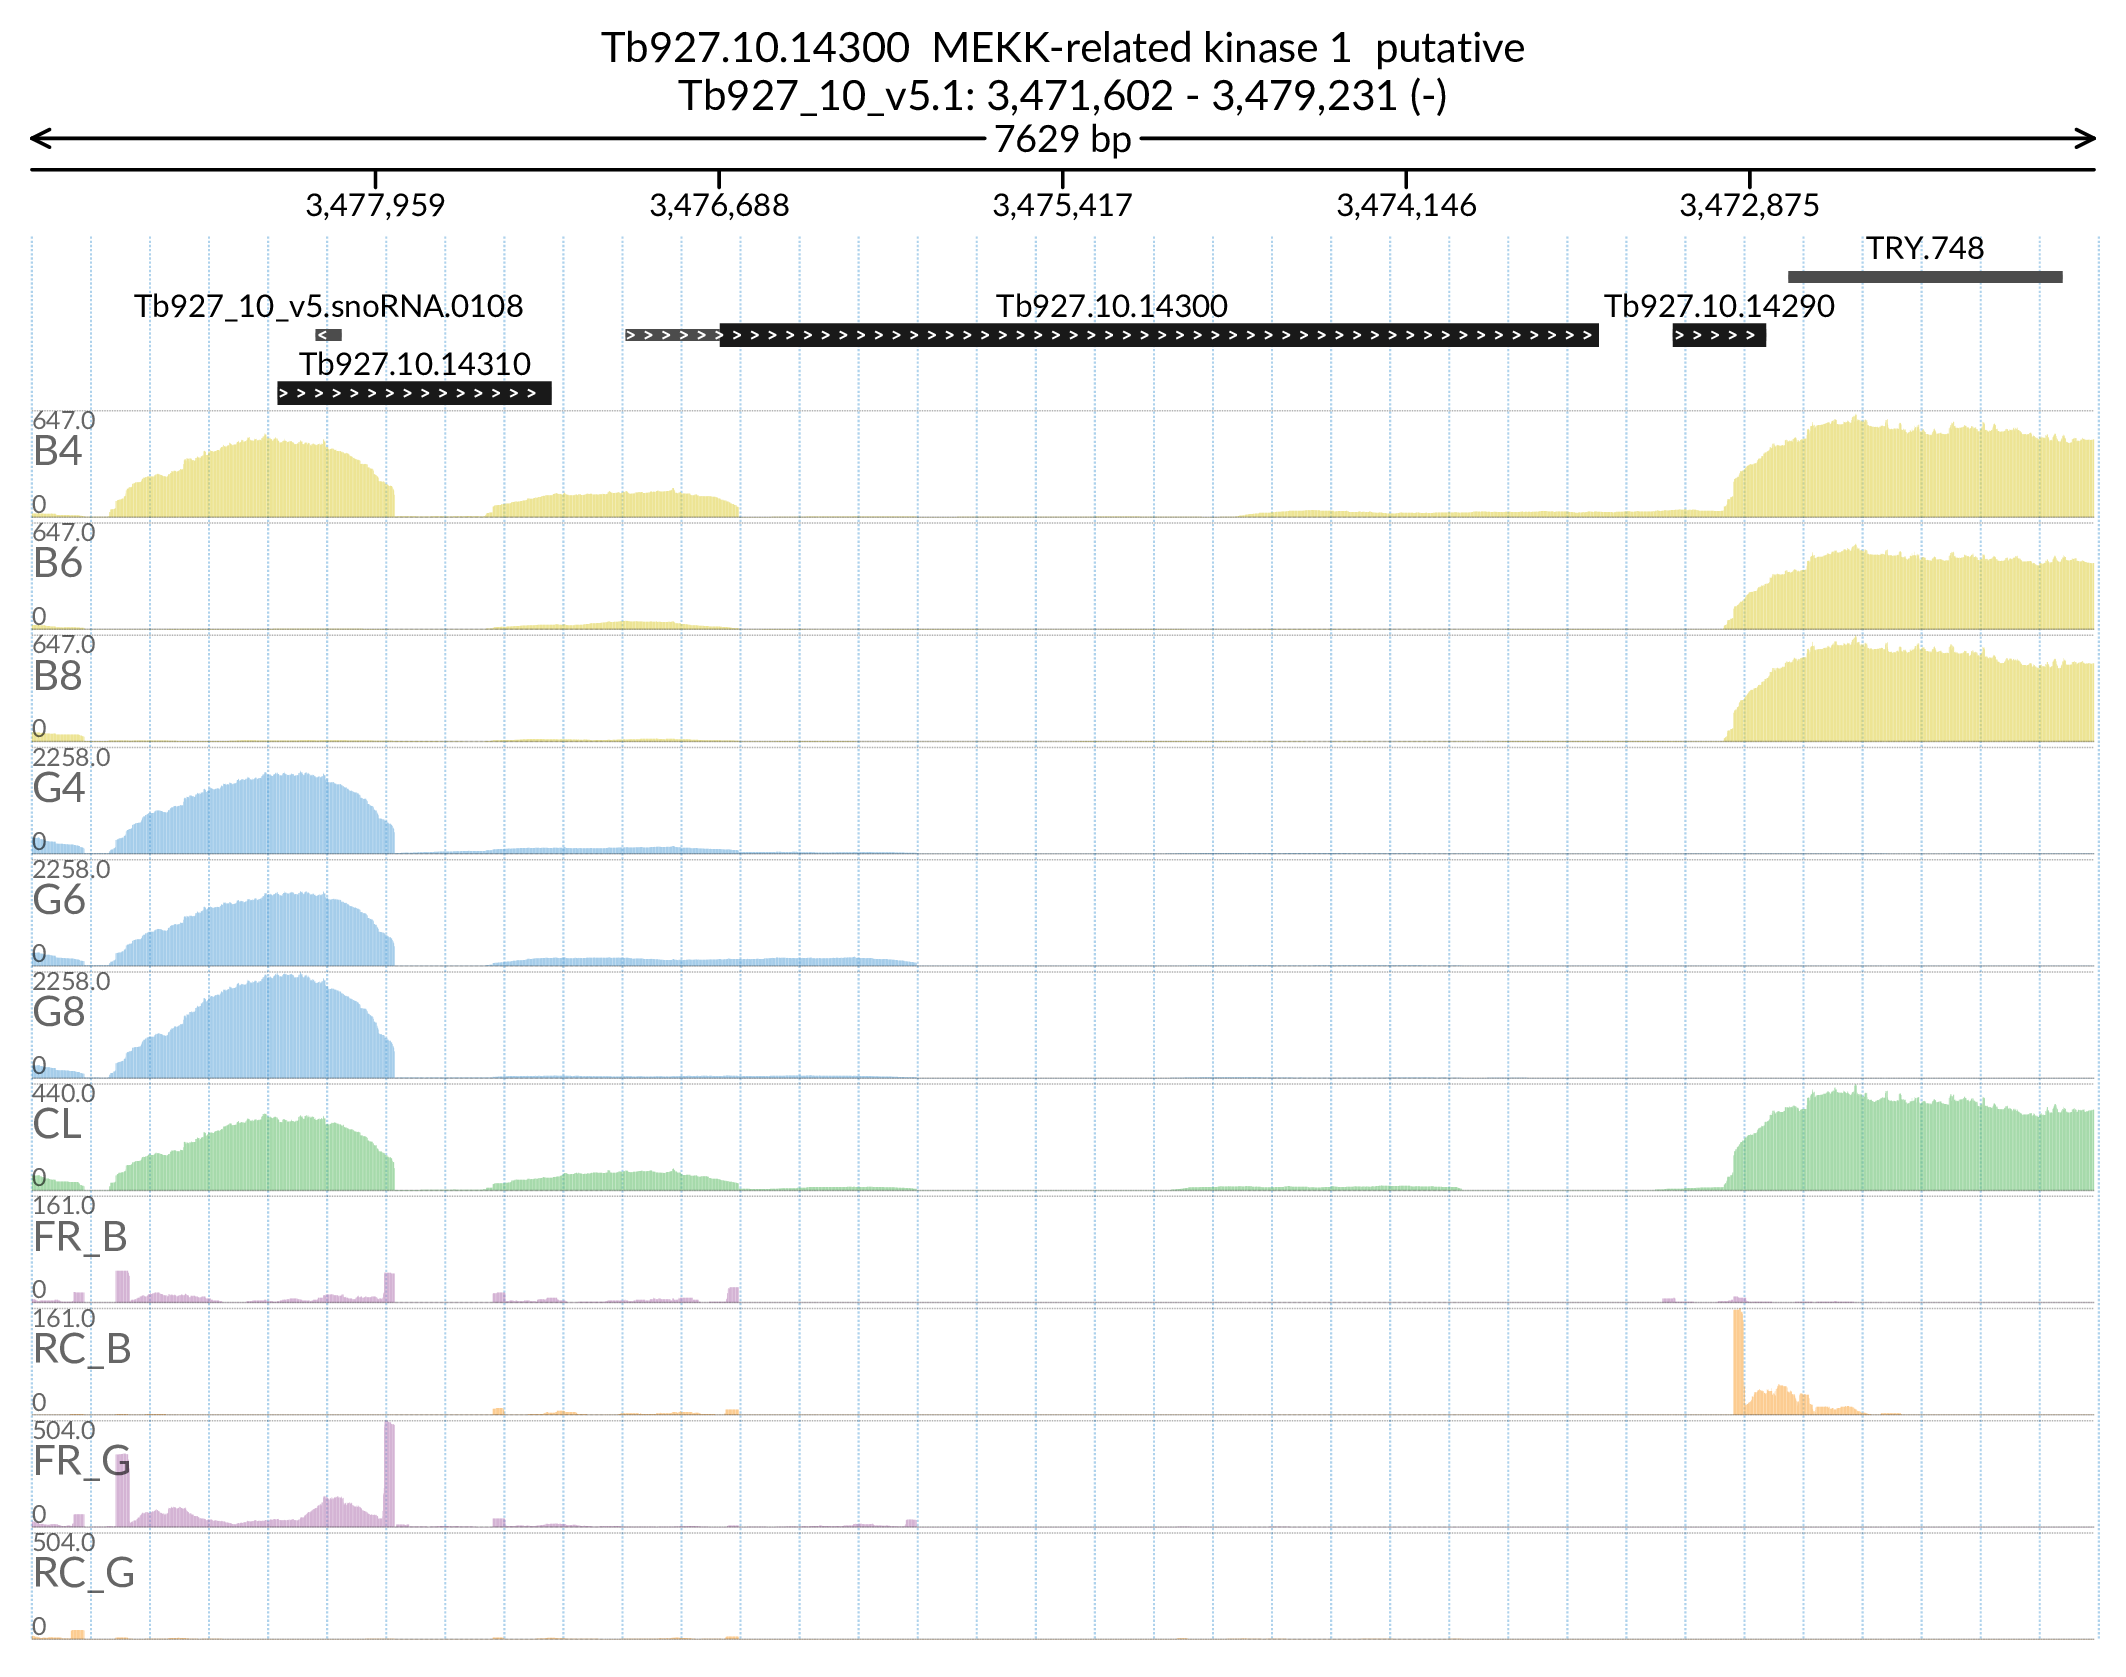 Tb927.10.14300  MEKK-related kinase 1  putative
Tb927_10_v5.1: 3,471,602 - 3,479,231 (-)
7629 bp
3,477,959 3,476,688 3,475,417 3,474,146 3,472,875
TRY.748
Tb927_10_v5.snoRNA.0108 Tb927.10.14300 Tb927.10.14290
Tb927.10.14310
647.0
B4
0
647.0
B6
0
647.0
B8
0
2258.0
G4
0
2258.0
G6
0
2258.0
G8
0
440.0
CL
0
161.0
FR_B
0
161.0
RC_B
0
504.0
FR_G
0
504.0
RC_G
0